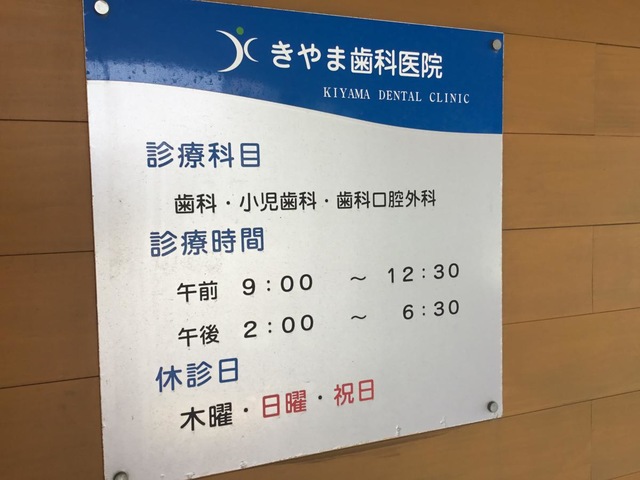 きやま歯科医院
KIYAMA DENTAL CLINIC
診療科目
歯科・小児歯科・歯科口腔外科
診療時間
午前 9：00 ～ 12：30
午後 2：00 ～ 6：30
休診日
木曜・日曜・祝日